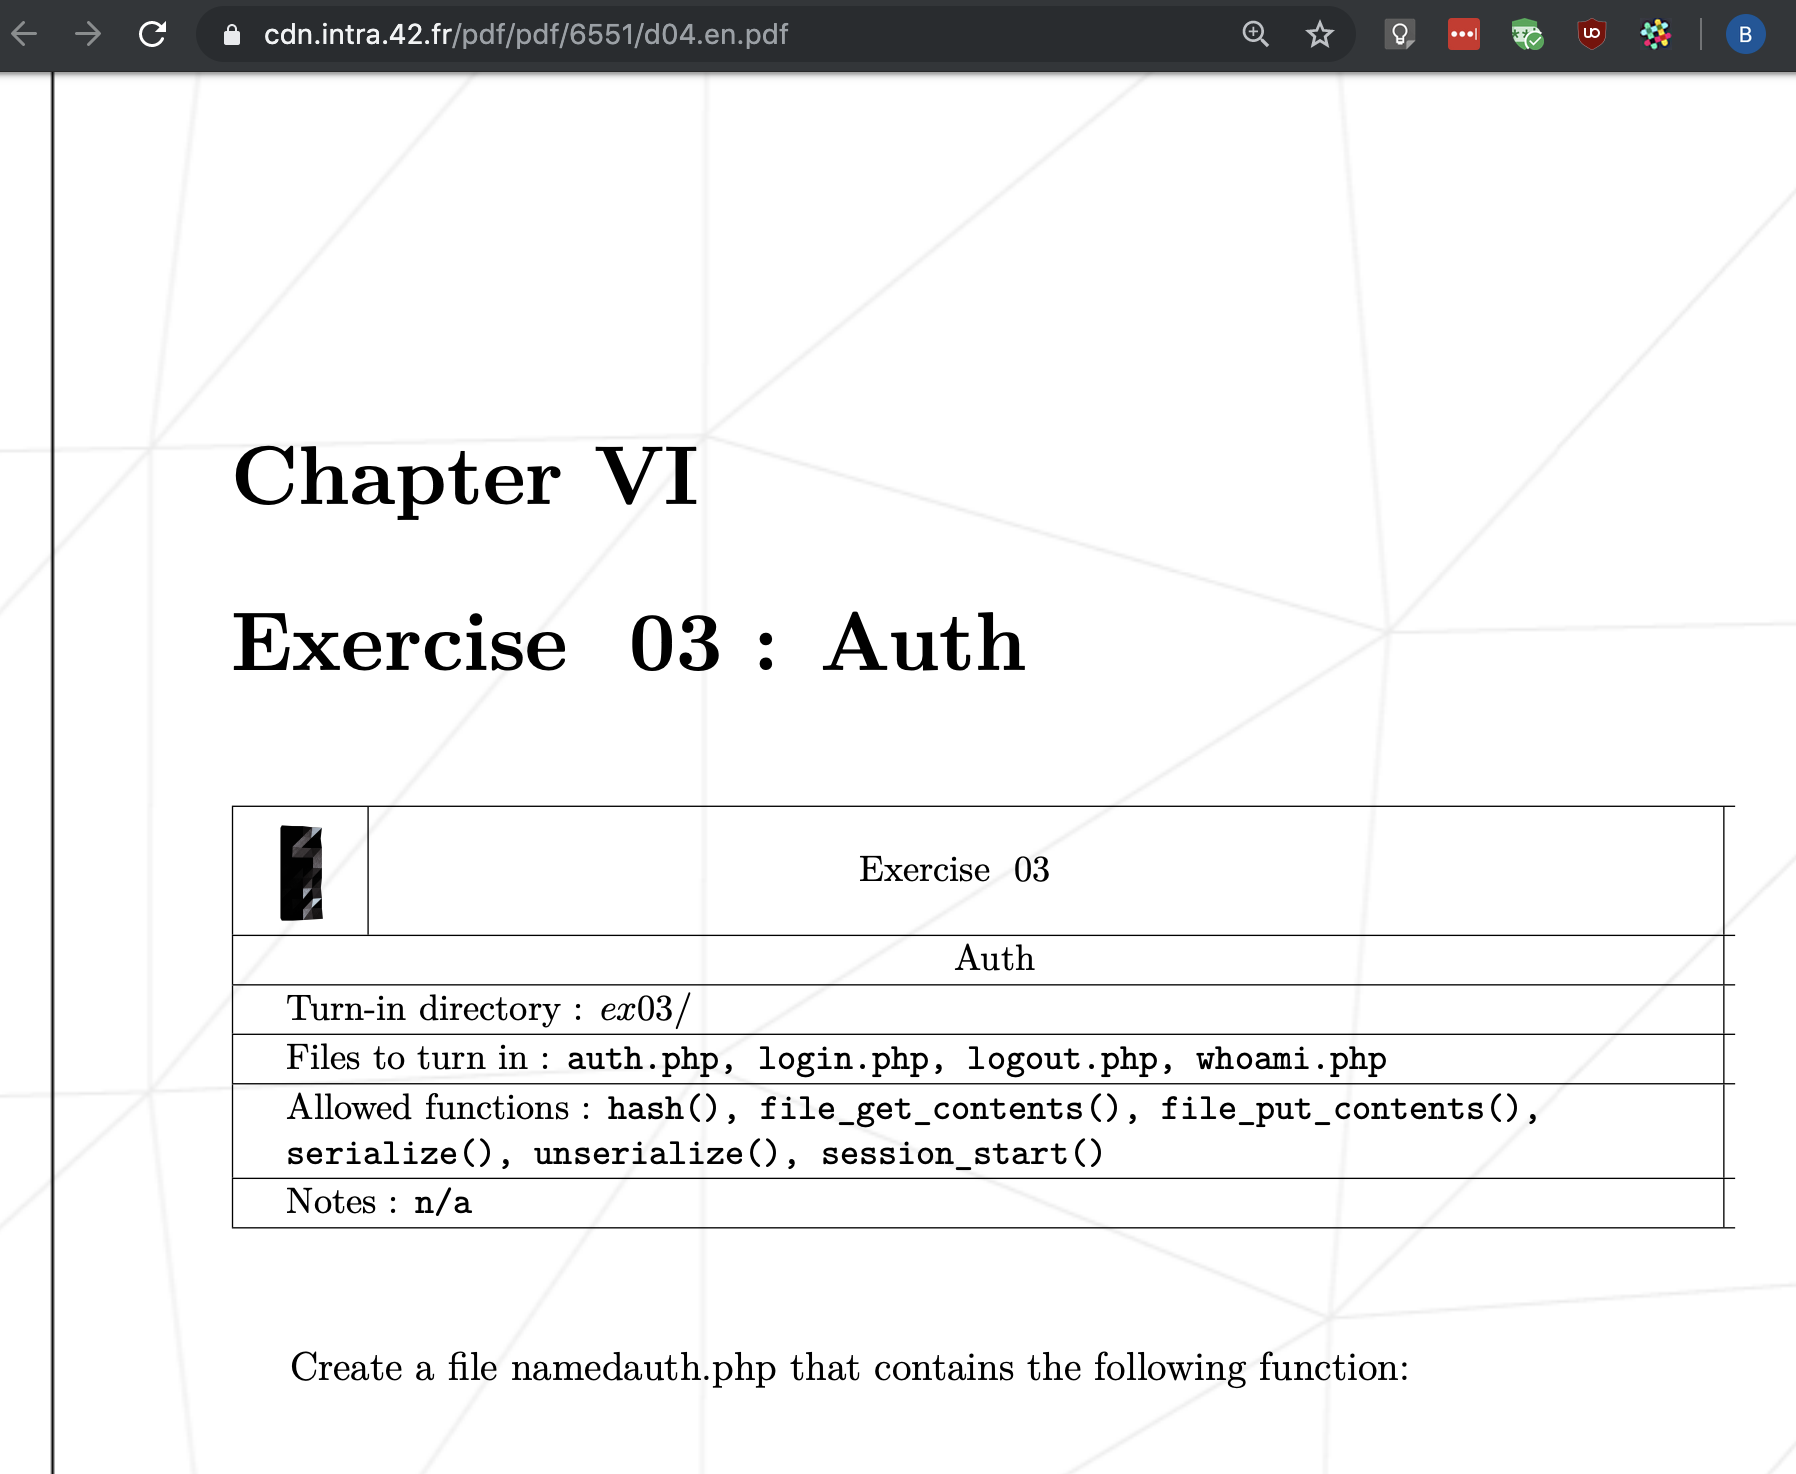 cdn.intra.42.fr/pdf/pdf/6551/d04.en.pdf
B
Chapter VI
Exercise 03 : Auth
Exercise 03
Auth
Turn-in directory : ex03/
Files to turn in : auth.php, login.php, logout.php, whoami.php
Allowed functions : hash(), file_get_contents(), file_put_contents(),
serialize(), unserialize(), session_start()
Notes : n/a
Create a file namedauth.php that contains the following function: